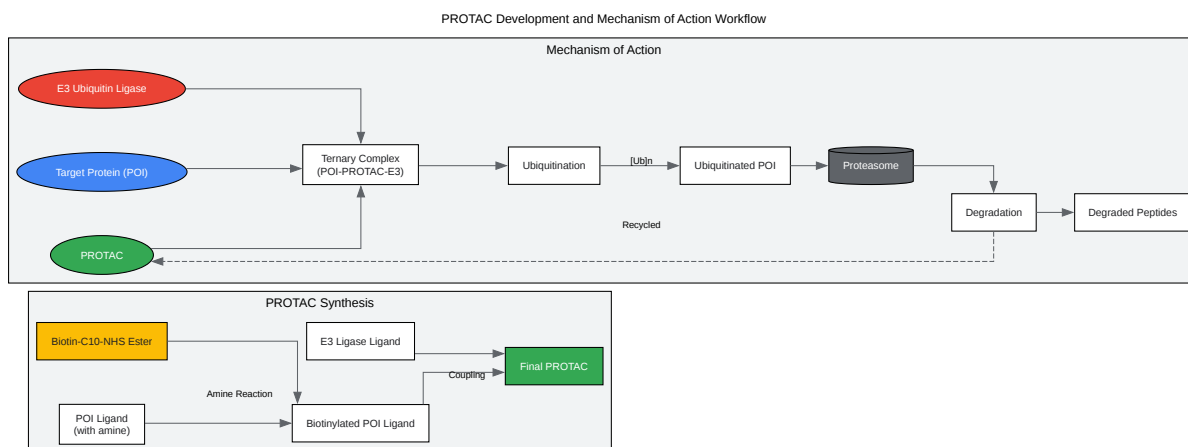 PROTAC Development and Mechanism of Action Workflow
Mechanism of Action
E3 Ubiquitin Ligase
Target Protein (POI)
PROTAC
Ternary Complex
(POI-PROTAC-E3)
Ubiquitination
[Ub]n
Ubiquitinated POI
Proteasome
Degradation
Degraded Peptides
Recycled
PROTAC Synthesis
Biotin-C10-NHS Ester
E3 Ligase Ligand
Final PROTAC
Coupling
Amine Reaction
POI Ligand
(with amine)
Biotinylated POI Ligand